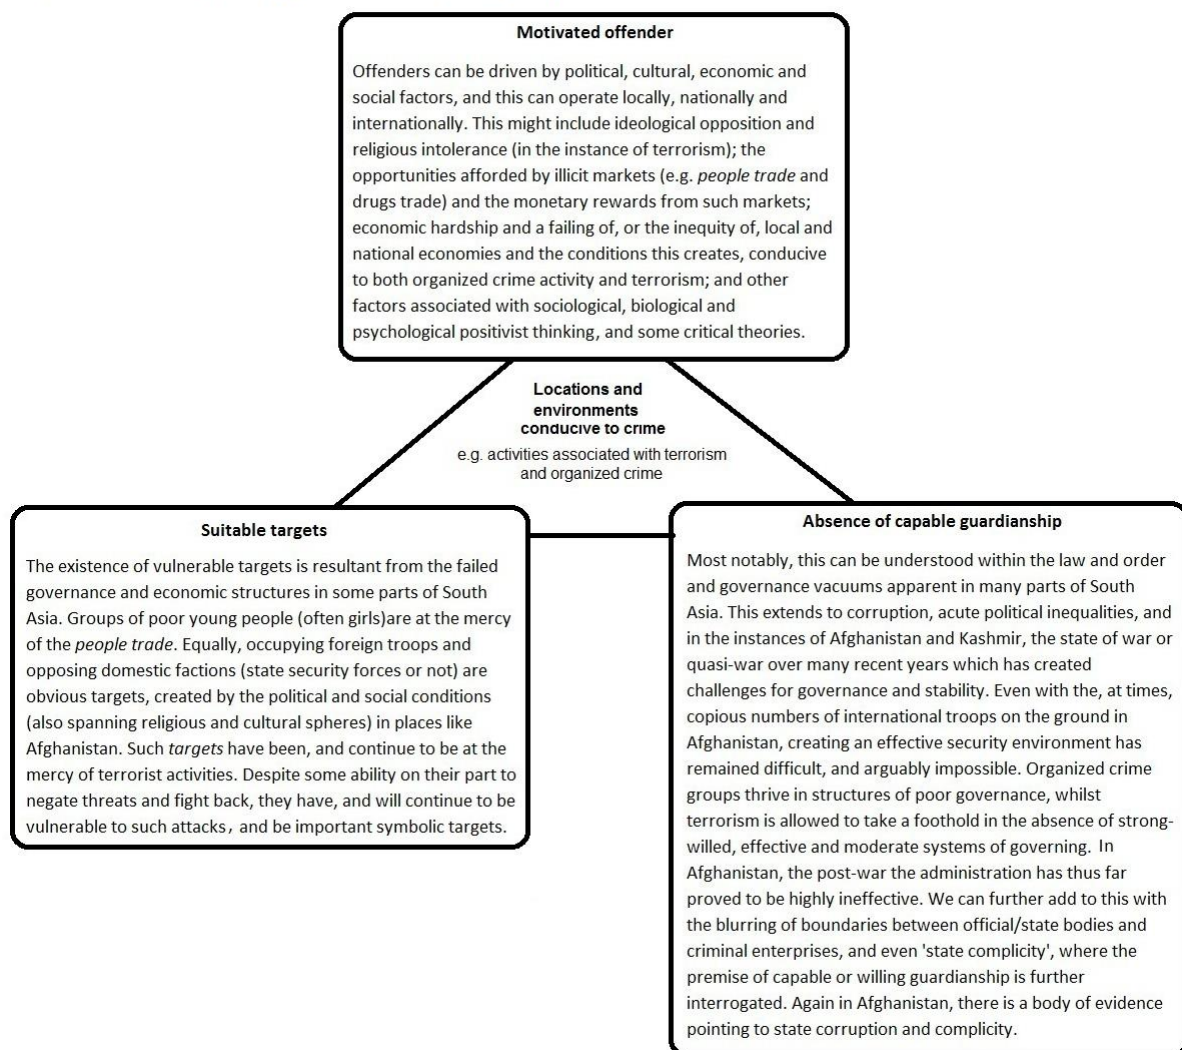 Motivated offender
Offenders can be driven by political, cultural, economic and
social factors, and this can operate locally, nationally and
internationally. This might include ideological opposition and
religious intolerance (in the instance of terrorism); the
opportunities afforded by illicit markets (e.g. people trade and
drugs trade) and the monetary rewards from such markets;
economic hardship and a failing of, or the inequity of, local and
national economies and the conditions this creates, conducive
to both organized crime activity and terrorism; and other
factors associated with sociological, biological and
psychological positivist thinking, and some critical theories.
Locations and
environments
conducive to crime
e.g. activities associated with terrorism
and organized crime
Suitable targets
The existence of vulnerable targets is resultant from the failed
governance and economic structures in some parts of South
Asia. Groups of poor young people (often girls)are at the mercy
of the people trade. Equally, occupying foreign troops and
opposing domestic factions (state security forces or not) are
obvious targets, created by the political and social conditions
(also spanning religious and cultural spheres) in places like
Afghanistan. Such targets have been, and continue to be at the
mercy of terrorist activities. Despite some ability on their part to
negate threats and fight back, they have, and will continue to be
vulnerable to such attacks, and be important symbolic targets.
Absence of capable guardianship
Most notably, this can be understood within the law and order
and governance vacuums apparent in many parts of South
Asia. This extends to corruption, acute political inequalities, and
in the instances of Afghanistan and Kashmir, the state of war or
quasi-war over many recent years which has created
challenges for governance and stability. Even with the, at times,
copious numbers of international troops on the ground in
Afghanistan, creating an effective security environment has
remained difficult, and arguably impossible. Organized crime
groups thrive in structures of poor governance, whilst
terrorism is allowed to take a foothold in the absence of strong-
willed, effective and moderate systems of governing. In
Afghanistan, the post-war the administration has thus far
proved to be highly ineffective. We can further add to this with
the blurring of boundaries between official/state bodies and
criminal enterprises, and even 'state complicity', where the
premise of capable or willing guardianship is further
interrogated. Again in Afghanistan, there is a body of evidence
pointing to state corruption and complicity.